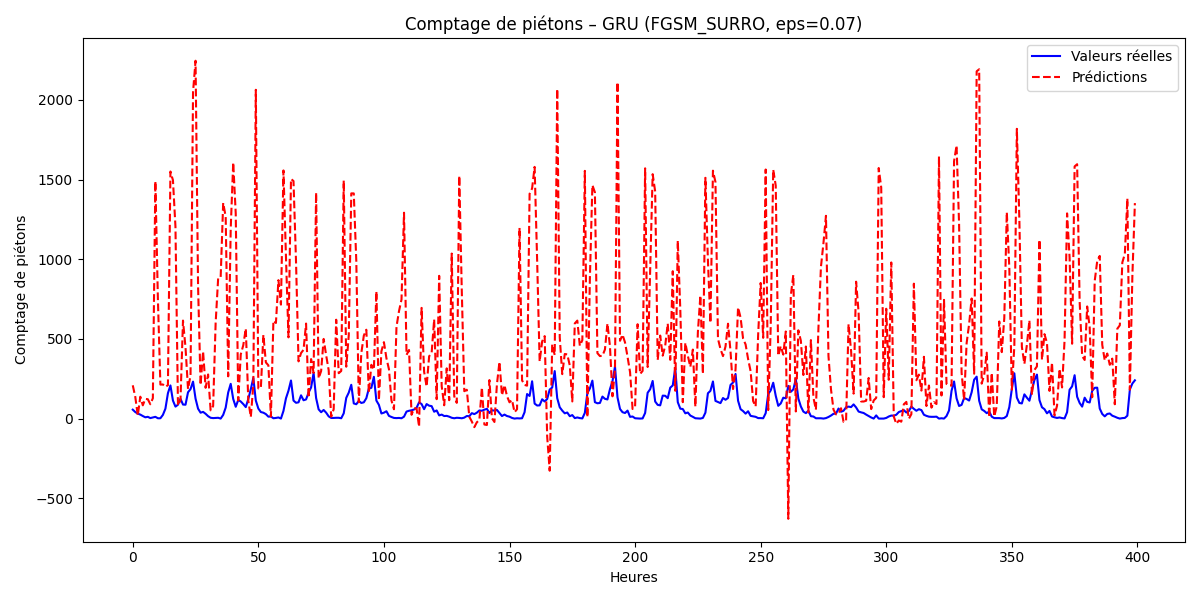 Comptage de piétons – GRU (FGSM_SURRO, eps=0.07)
Valeurs réelles
Prédictions
Comptage de piétons
2000
1500
1000
500
0
−500
0 50 100 150 200 250 300 350 400
Heures